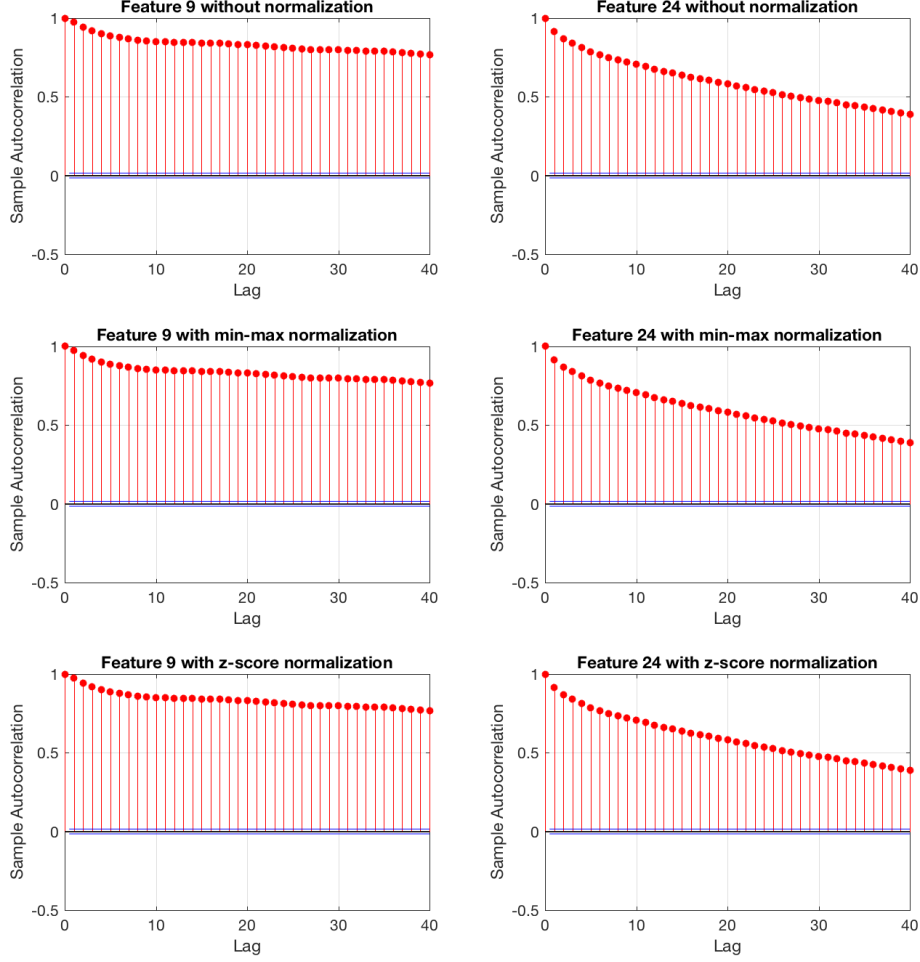 Feature 9 without normalization
1
0.5
0
-0.5
Sample Autocorrelation
0 10 20 30 40
Lag
Feature 24 without normalization
1
0.5
0
-0.5
Sample Autocorrelation
0 10 20 30 40
Lag
Feature 9 with min-max normalization
1
0.5
0
-0.5
Sample Autocorrelation
0 10 20 30 40
Lag
Feature 24 with min-max normalization
1
0.5
0
-0.5
Sample Autocorrelation
0 10 20 30 40
Lag
Feature 9 with z-score normalization
1
0.5
0
-0.5
Sample Autocorrelation
0 10 20 30 40
Lag
Feature 24 with z-score normalization
1
0.5
0
-0.5
Sample Autocorrelation
0 10 20 30 40
Lag